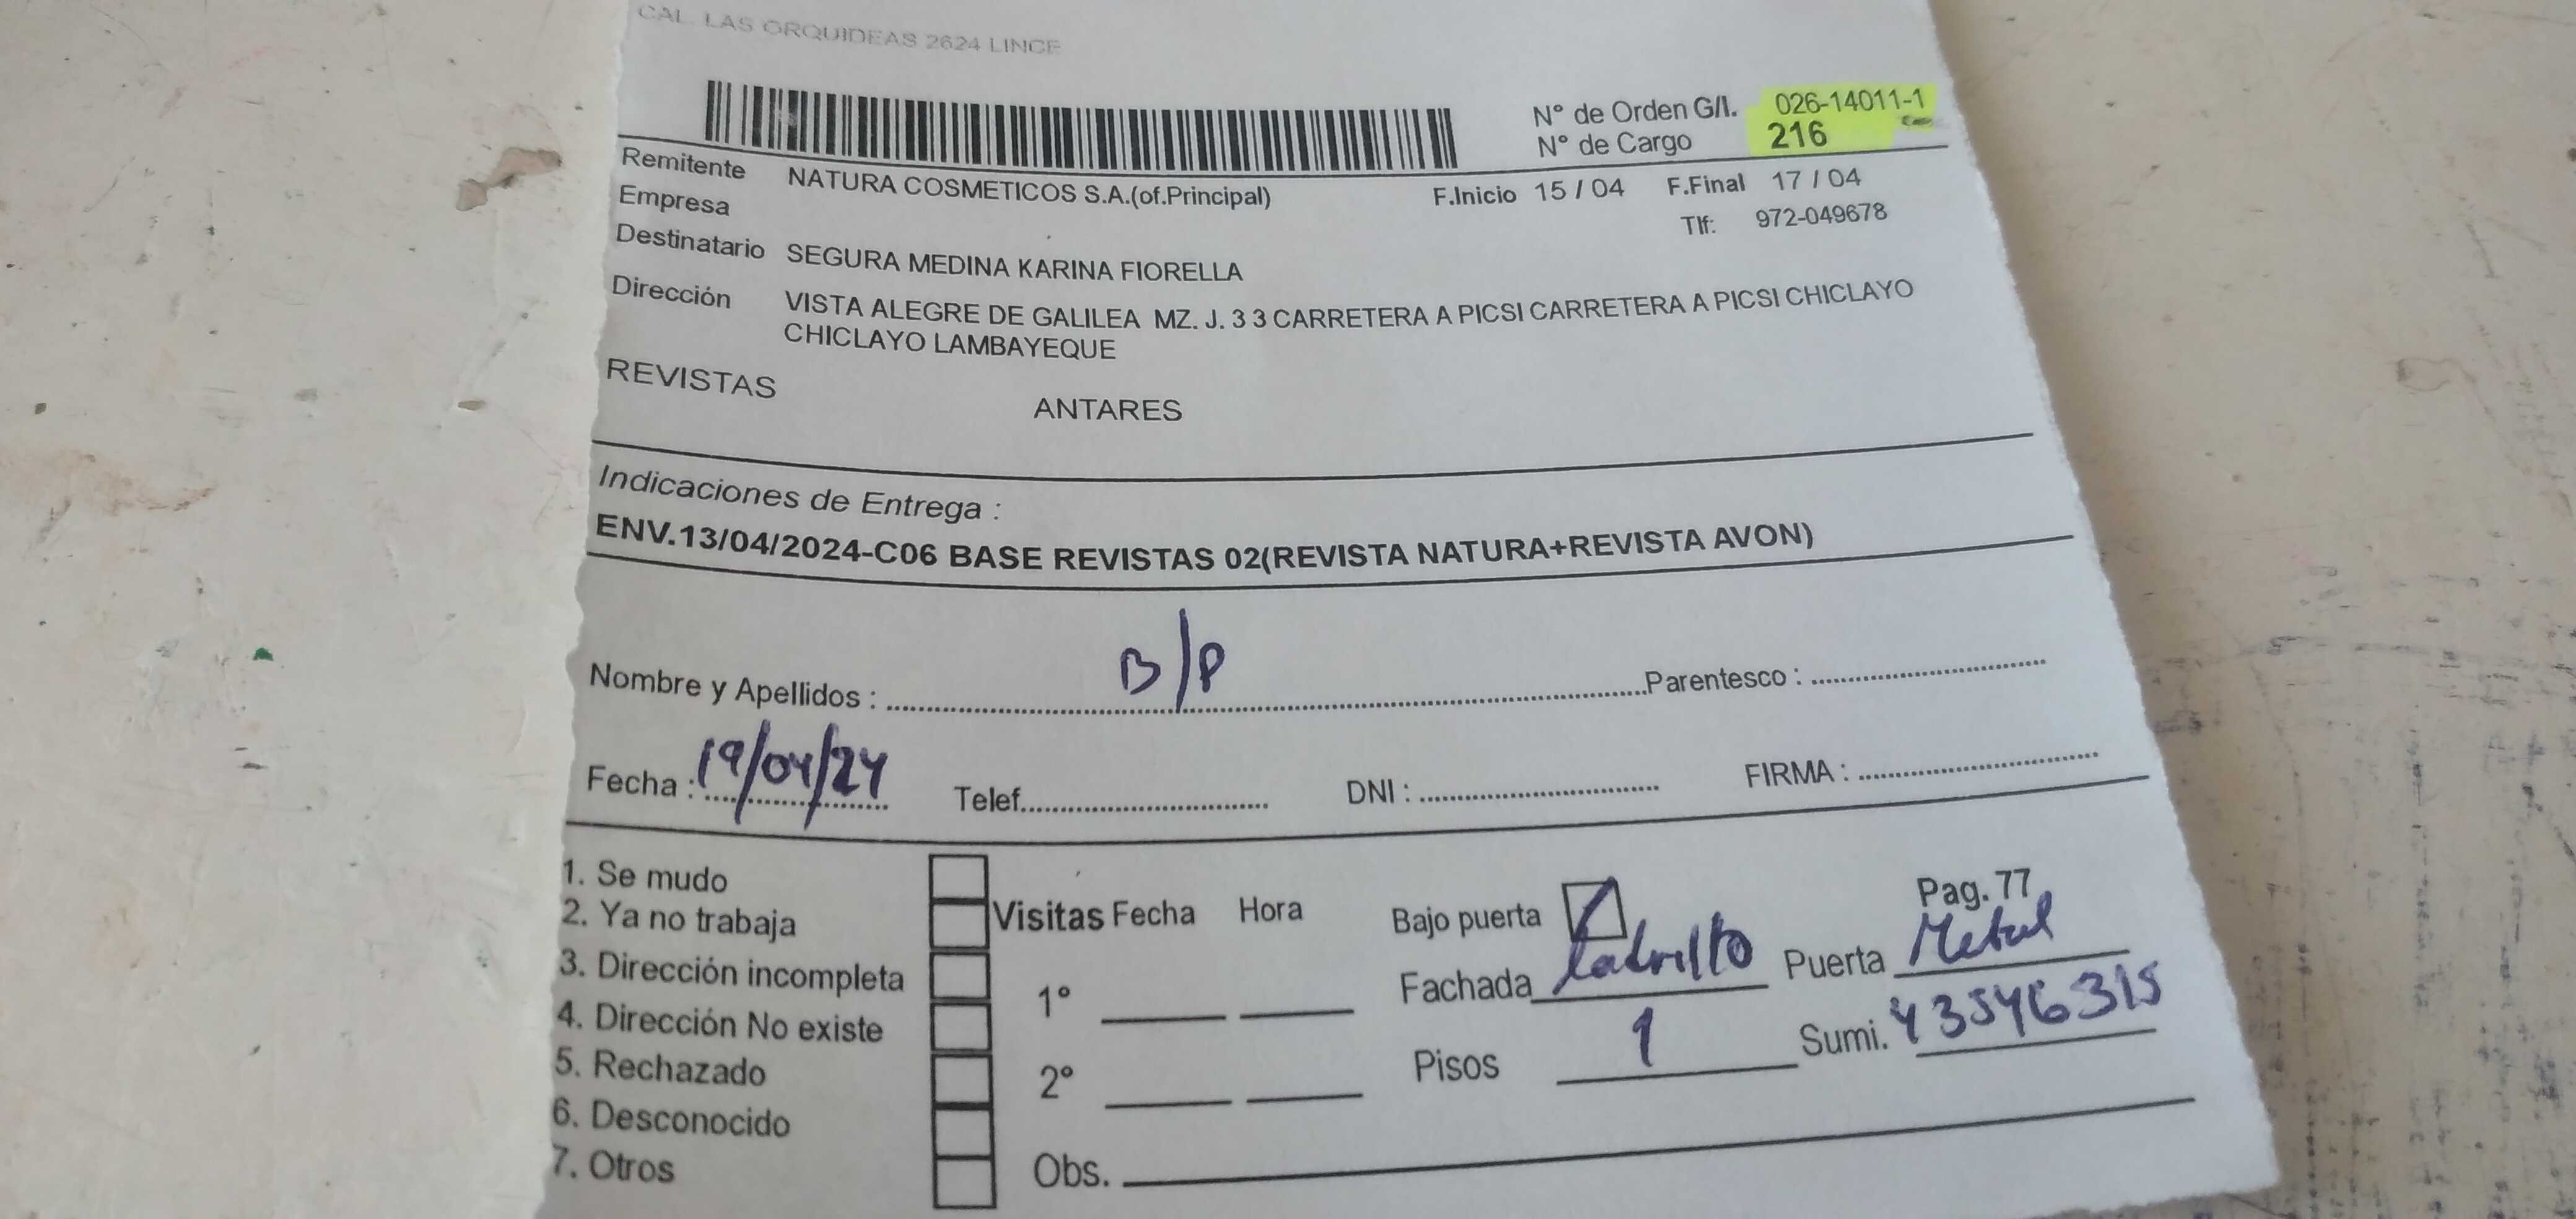 CAL. LAS ORQUIDEAS 2624 LINCE
N° de Orden G/I. 026-14011-1
N° de Cargo 216
Remitente NATURA COSMETICOS S.A.(of.Principal) F.Inicio 15 / 04 F.Final 17 / 04
Empresa Tlf: 972-049678
Destinatario SEGURA MEDINA KARINA FIORELLA
Dirección VISTA ALEGRE DE GALILEA MZ. J. 3 3 CARRETERA A PICSI CARRETERA A PICSI CHICLAYO
CHICLAYO LAMBAYEQUE
REVISTAS ANTARES
Indicaciones de Entrega :
ENV.13/04/2024-C06 BASE REVISTAS 02(REVISTA NATURA+REVISTA AVON)
Nombre y Apellidos : B/P Parentesco :
Fecha : 19/04/24 Telef. DNI : FIRMA :
1. Se mudo
2. Ya no trabaja
3. Dirección incompleta
4. Dirección No existe
5. Rechazado
6. Desconocido
7. Otros
Visitas Fecha Hora
1°
2°
Obs.
Bajo puerta Pag. 77
Fachada Ladrillo Puerta Metal
Pisos 1 Sumi. 43546315